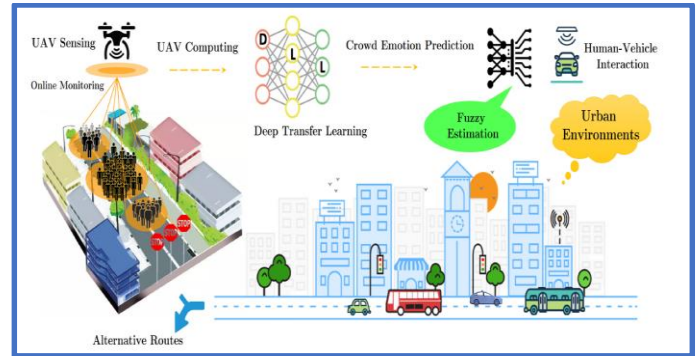 UAV Sensing
UAV Computing
Crowd Emotion Prediction
Human-Vehicle
Interaction
Online Monitoring
D
L
L
Deep Transfer Learning
Fuzzy
Estimation
Urban
Environments
STOP
STOP
STOP
Alternative Routes